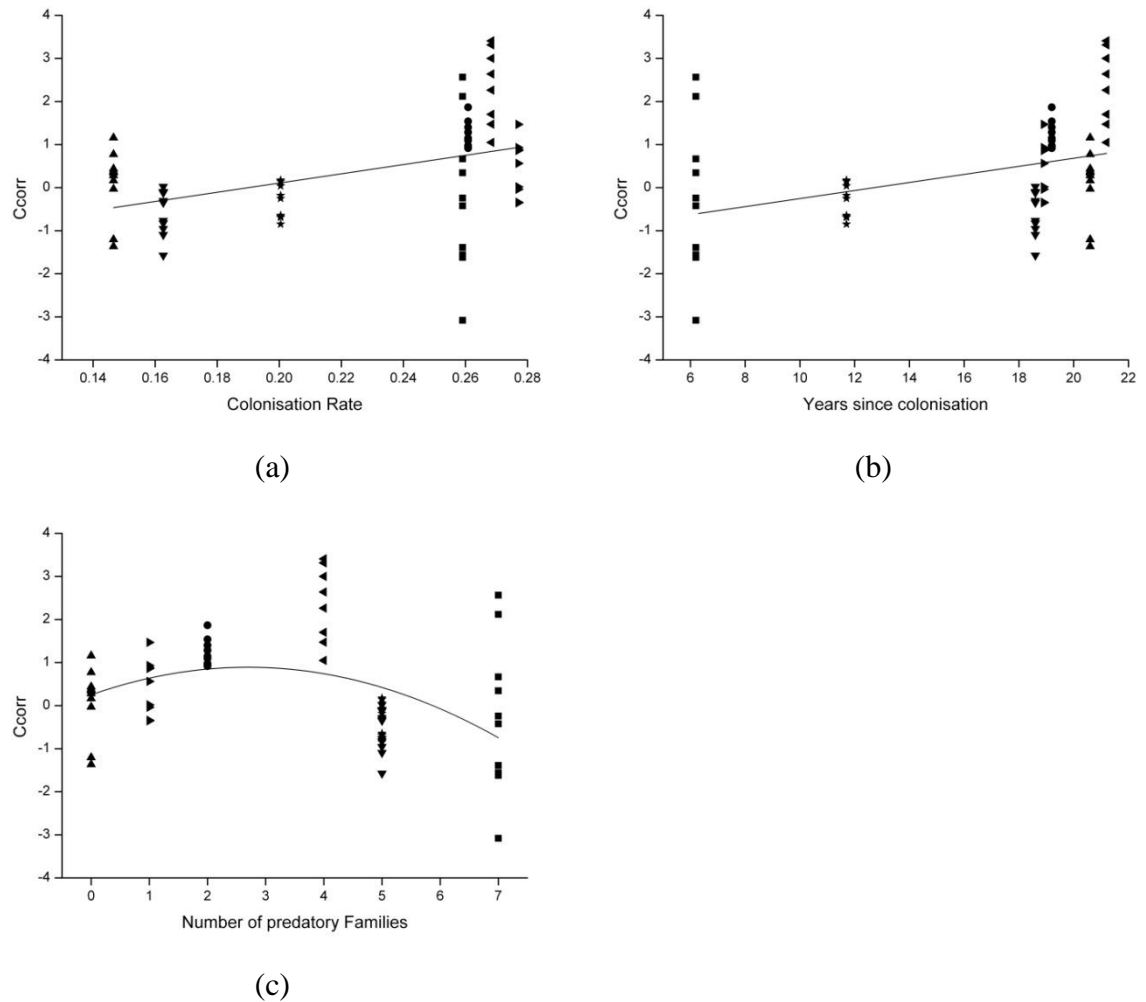 4
3
2
1
0
-1
-2
-3
-4
Ccorr
0.14 0.16 0.18 0.20 0.22 0.24 0.26 0.28
Colonisation Rate
(a)
4
3
2
1
0
-1
-2
-3
-4
Ccorr
6 8 10 12 14 16 18 20 22
Years since colonisation
(b)
4
3
2
1
0
-1
-2
-3
-4
Ccorr
0 1 2 3 4 5 6 7
Number of predatory Families
(c)